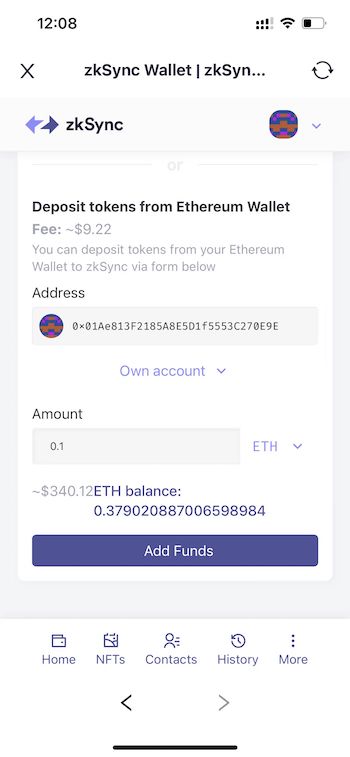 12:08
zkSync Wallet | zkSyn...
zkSync
or
Deposit tokens from Ethereum Wallet
Fee: ~$9.22
You can deposit tokens from your Ethereum
Wallet to zkSync via form below
Address
0×01Ae813F2185A8E5D1f5553C270E9E
Own account
Amount
0.1 ETH
~$340.12 ETH balance:
0.379020887006598984
Add Funds
Home NFTs Contacts History More